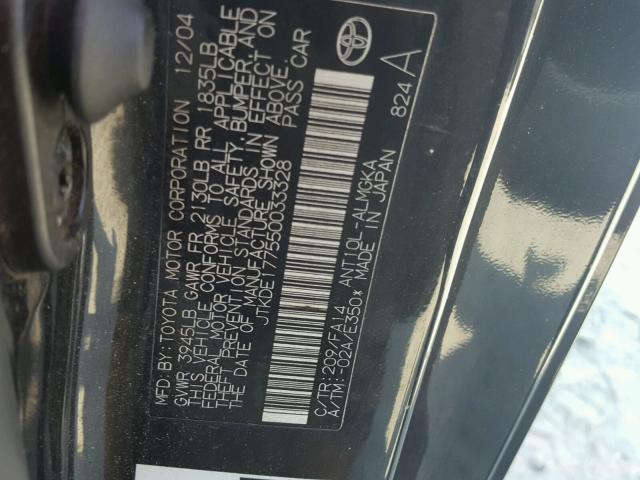 MFD BY: TOYOTA MOTOR CORPORATION 12/04
GVWR 3945LB GAWR FR 2130LB RR 1835LB
THIS VEHICLE CONFORMS TO ALL APPLICABLE
FEDERAL MOTOR VEHICLE SAFETY, BUMPER, AND
THEFT PREVENTION STANDARDS IN EFFECT ON
THE DATE OF MANUFACTURE SHOWN ABOVE.
JTKDE177550033328 PASS CAR
C/TR:209/FA14 ANT10L-ALMGKA
A/TM:-02A/E350* MADE IN JAPAN 824 A